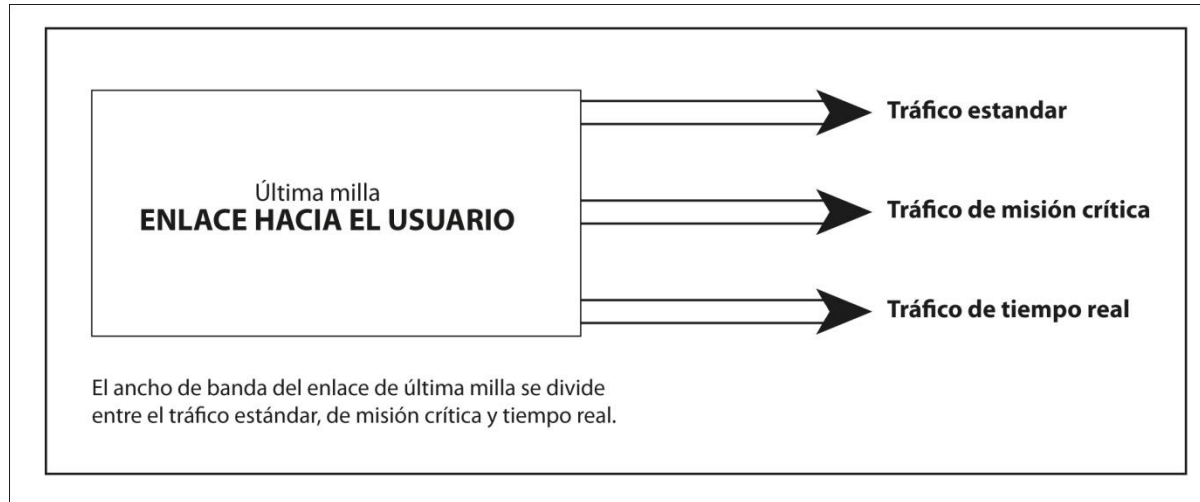 Última milla
ENLACE HACIA EL USUARIO
Tráfico estandar
Tráfico de misión crítica
Tráfico de tiempo real
El ancho de banda del enlace de última milla se divide
entre el tráfico estándar, de misión crítica y tiempo real.